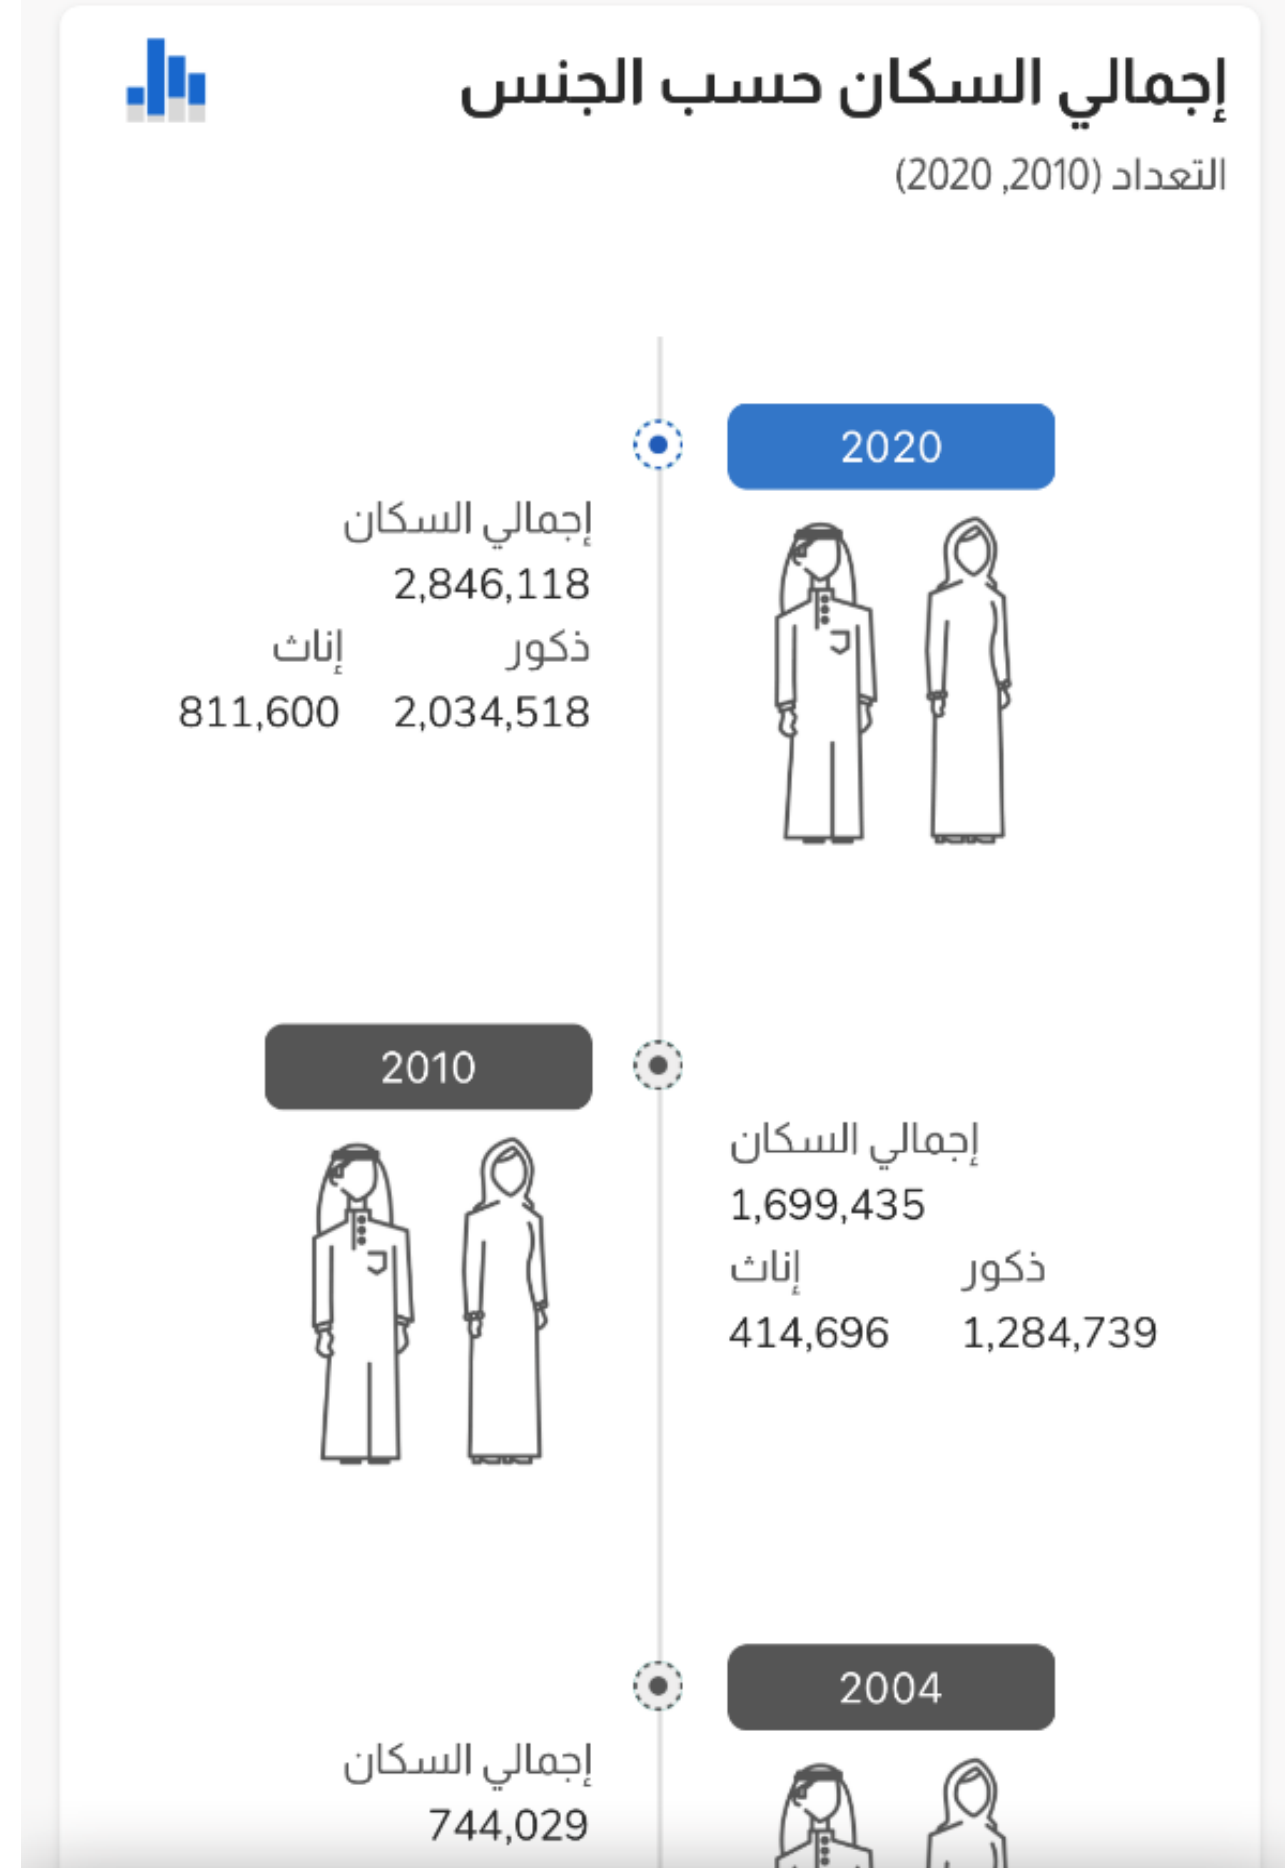 إجمالي السكان حسب الجنس
التعداد (2010, 2020)
2020
إجمالي السكان
2,846,118
ذكور إناث
2,034,518 811,600
2010
إجمالي السكان
1,699,435
ذكور إناث
1,284,739 414,696
2004
إجمالي السكان
744,029